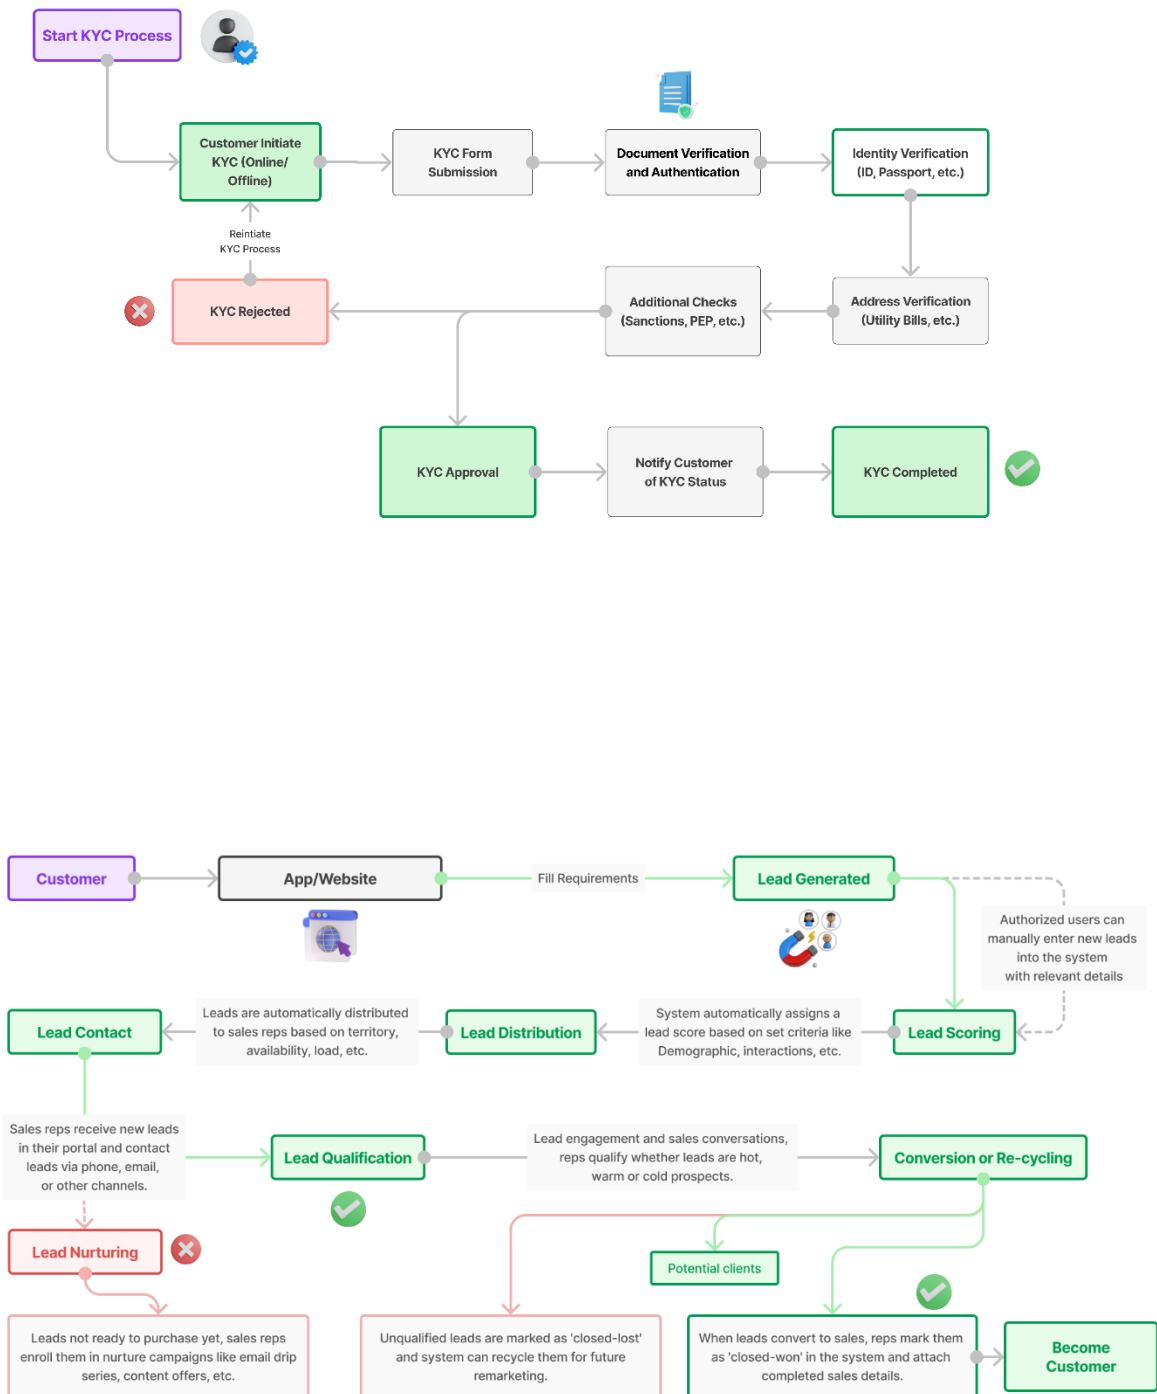 Start KYC Process
Customer Initiate
KYC (Online/
Offline)
KYC Form
Submission
Document Verification
and Authentication
Identity Verification
(ID, Passport, etc.)
Reintiate
KYC Process
KYC Rejected
Additional Checks
(Sanctions, PEP, etc.)
Address Verification
(Utility Bills, etc.)
KYC Approval
Notify Customer
of KYC Status
KYC Completed
Customer
App/Website
Fill Requirements
Lead Generated
Authorized users can
manually enter new leads
into the system
with relevant details
Lead Contact
Leads are automatically distributed
to sales reps based on territory,
availability, load, etc.
Lead Distribution
System automatically assigns a
lead score based on set criteria like
Demographic, interactions, etc.
Lead Scoring
Sales reps receive new leads
in their portal and contact
leads via phone, email,
or other channels.
Lead Qualification
Lead engagement and sales conversations,
reps qualify whether leads are hot,
warm or cold prospects.
Conversion or Re-cycling
Lead Nurturing
Potential clients
Leads not ready to purchase yet, sales reps
enroll them in nurture campaigns like email drip
series, content offers, etc.
Unqualified leads are marked as 'closed-lost'
and system can recycle them for future
remarketing.
When leads convert to sales, reps mark them
as 'closed-won' in the system and attach
completed sales details.
Become
Customer